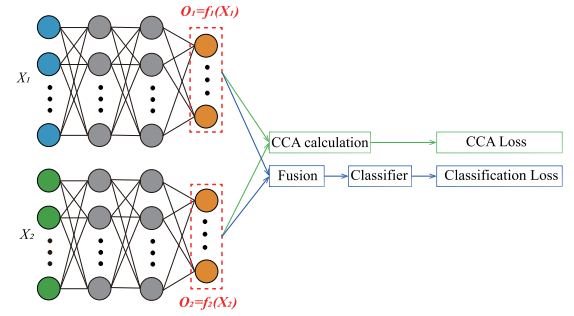 O₁=f₁(X₁)
X₁
CCA calculation
CCA Loss
Fusion
Classifier
Classification Loss
X₂
O₂=f₂(X₂)